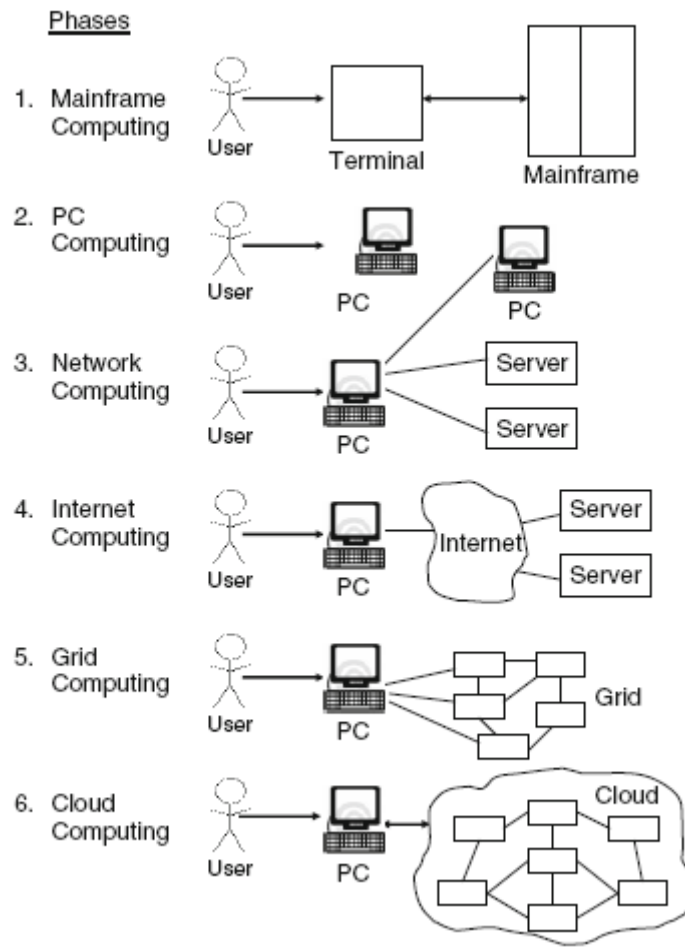 Phases
1. Mainframe
Computing
User
Terminal
Mainframe
2. PC
Computing
User
PC
PC
3. Network
Computing
User
PC
Server
Server
4. Internet
Computing
User
PC
Internet
Server
Server
5. Grid
Computing
User
PC
Grid
6. Cloud
Computing
User
PC
Cloud